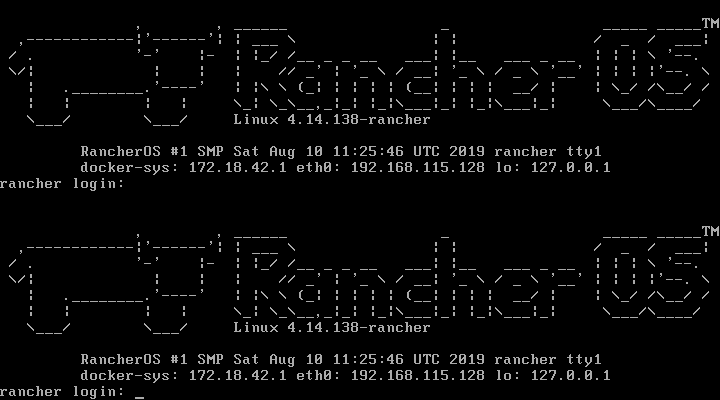 RancherOS TM
Linux 4.14.138-rancher
RancherOS #1 SMP Sat Aug 10 11:25:46 UTC 2019 rancher tty1
docker-sys: 172.18.42.1 eth0: 192.168.115.128 lo: 127.0.0.1
rancher login:
RancherOS TM
Linux 4.14.138-rancher
RancherOS #1 SMP Sat Aug 10 11:25:46 UTC 2019 rancher tty1
docker-sys: 172.18.42.1 eth0: 192.168.115.128 lo: 127.0.0.1
rancher login: _